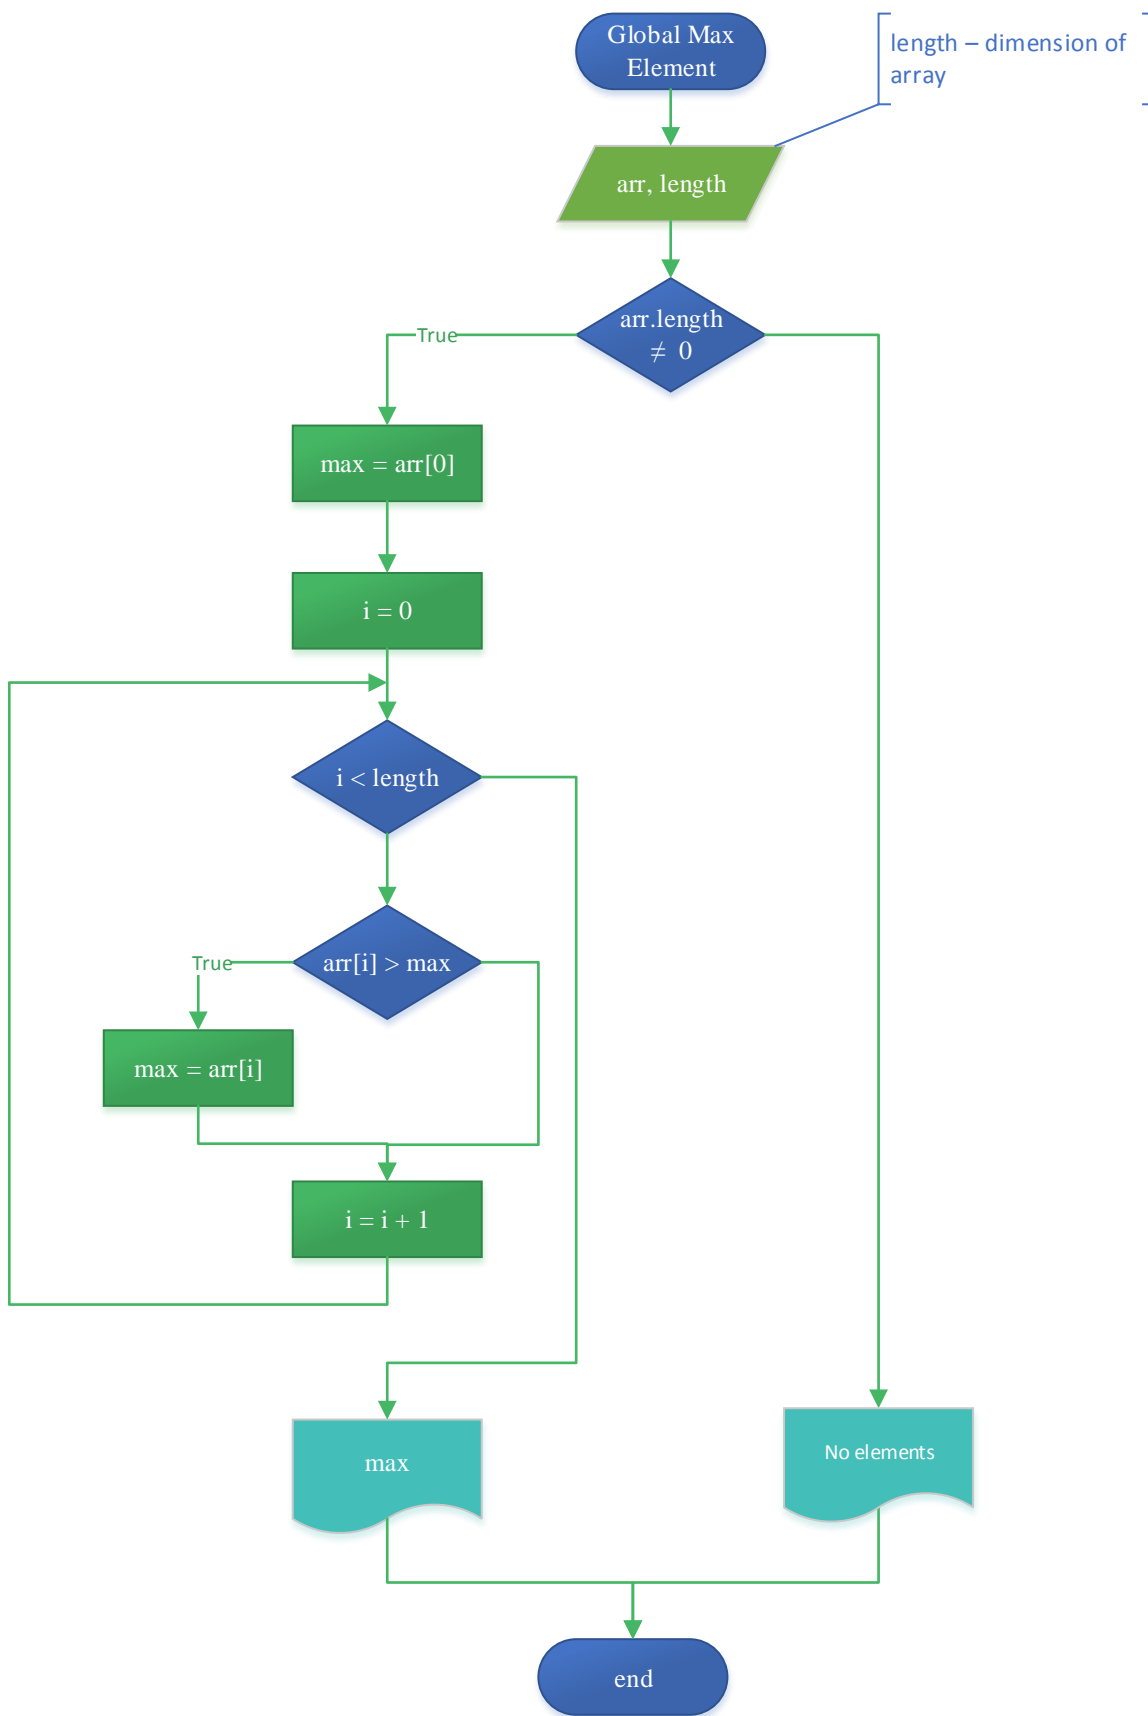 Global Max
Element
length – dimension of
array
arr, length
arr.length
≠ 0
True
max = arr[0]
i = 0
i < length
arr[i] > max
True
max = arr[i]
i = i + 1
max
No elements
end